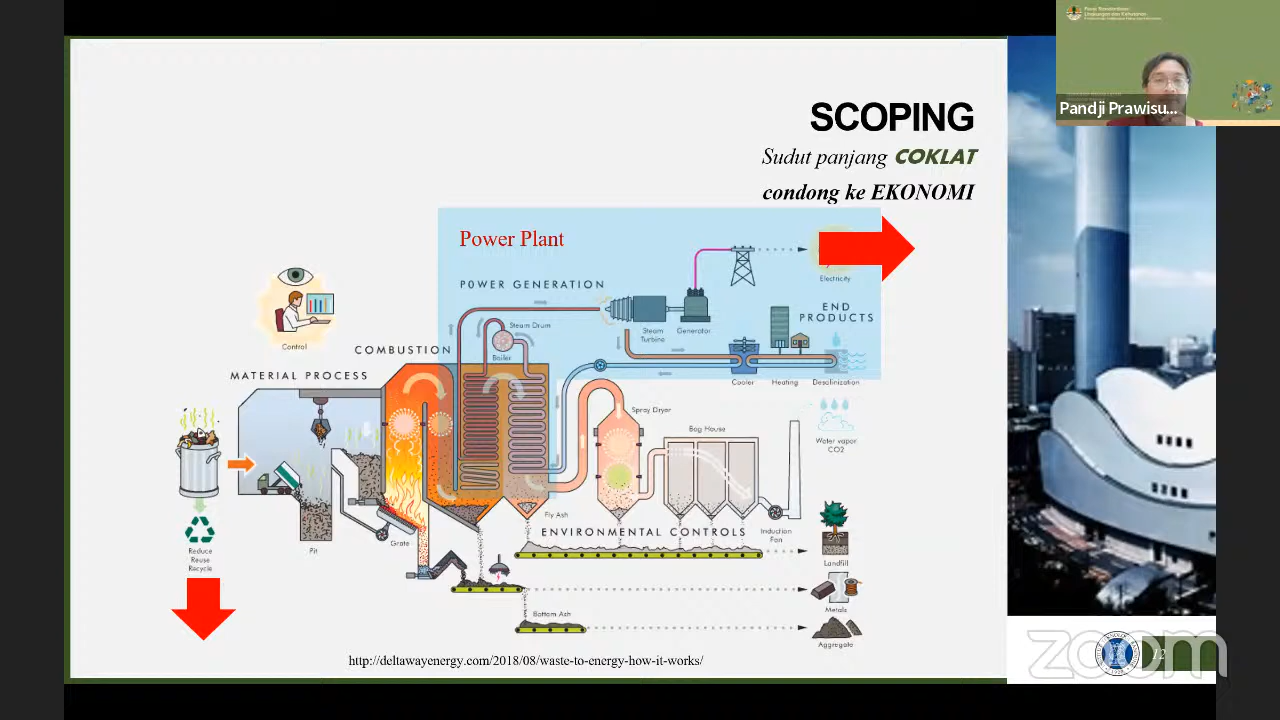 SCOPING
Sudut panjang COKLAT
condong ke EKONOMI
Pandji Prawisu...
Power Plant
POWER GENERATION
Electricity
END
PRODUCTS
Steam Drum
Boiler
Steam
Turbine
Generator
Control
COMBUSTION
MATERIAL PROCESS
Cooler
Heating
Desalinization
Spray Dryer
Bag House
Water vapor
CO2
Fly Ash
ENVIRONMENTAL CONTROLS
Induction
Fan
Reduce
Reuse
Recycle
Pit
Grate
Landfill
Metals
Bottom Ash
Aggregate
http://deltawayenergy.com/2018/08/waste-to-energy-how-it-works/
12
zoom